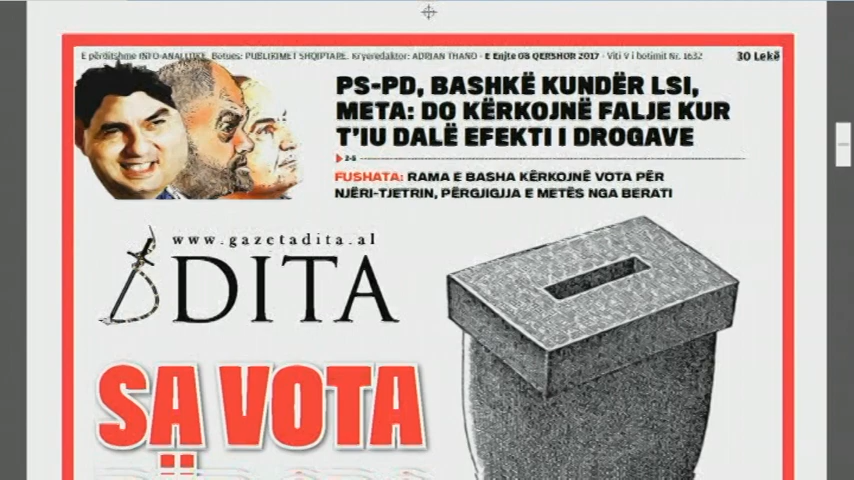 E përditshme INFO-ANALITIKE. Botues: PUBLIKIMET SHQIPTARE. Kryeredaktor: ADRIAN THANO - E Enjte 08 QERSHOR 2017 - Viti V i botimit Nr. 1632
30 Lekë
PS-PD, BASHKË KUNDËR LSI,
META: DO KËRKOJNË FALJE KUR
T'IU DALË EFEKTI I DROGAVE
2-5
FUSHATA: RAMA E BASHA KËRKOJNË VOTA PËR
NJËRI-TJETRIN, PËRGJIGJJA E METËS NGA BERATI
www.gazetadita.al
DITA
SA VOTA